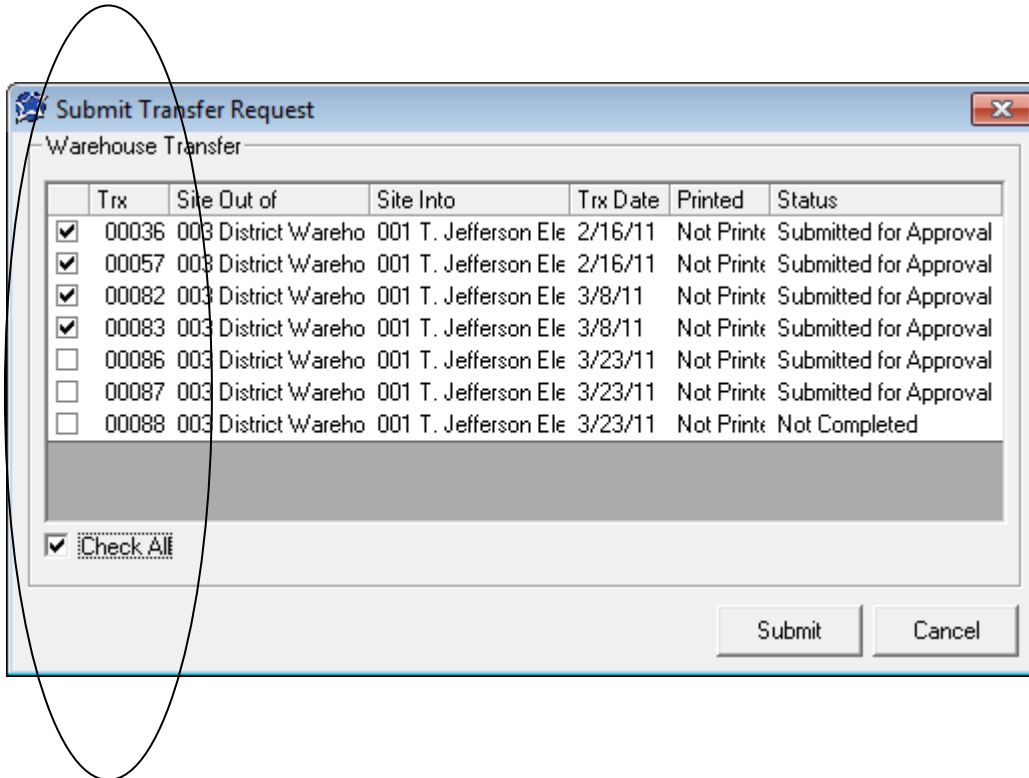 Submit Transfer Request
Warehouse Transfer
Trx Site Out of Site Into Trx Date Printed Status
00036 003 District Wareho 001 T. Jefferson Ele 2/16/11 Not Printe Submitted for Approval
00057 003 District Wareho 001 T. Jefferson Ele 2/16/11 Not Printe Submitted for Approval
00082 003 District Wareho 001 T. Jefferson Ele 3/8/11 Not Printe Submitted for Approval
00083 003 District Wareho 001 T. Jefferson Ele 3/8/11 Not Printe Submitted for Approval
00086 003 District Wareho 001 T. Jefferson Ele 3/23/11 Not Printe Submitted for Approval
00087 003 District Wareho 001 T. Jefferson Ele 3/23/11 Not Printe Submitted for Approval
00088 003 District Wareho 001 T. Jefferson Ele 3/23/11 Not Printe Not Completed
Check All
Submit Cancel